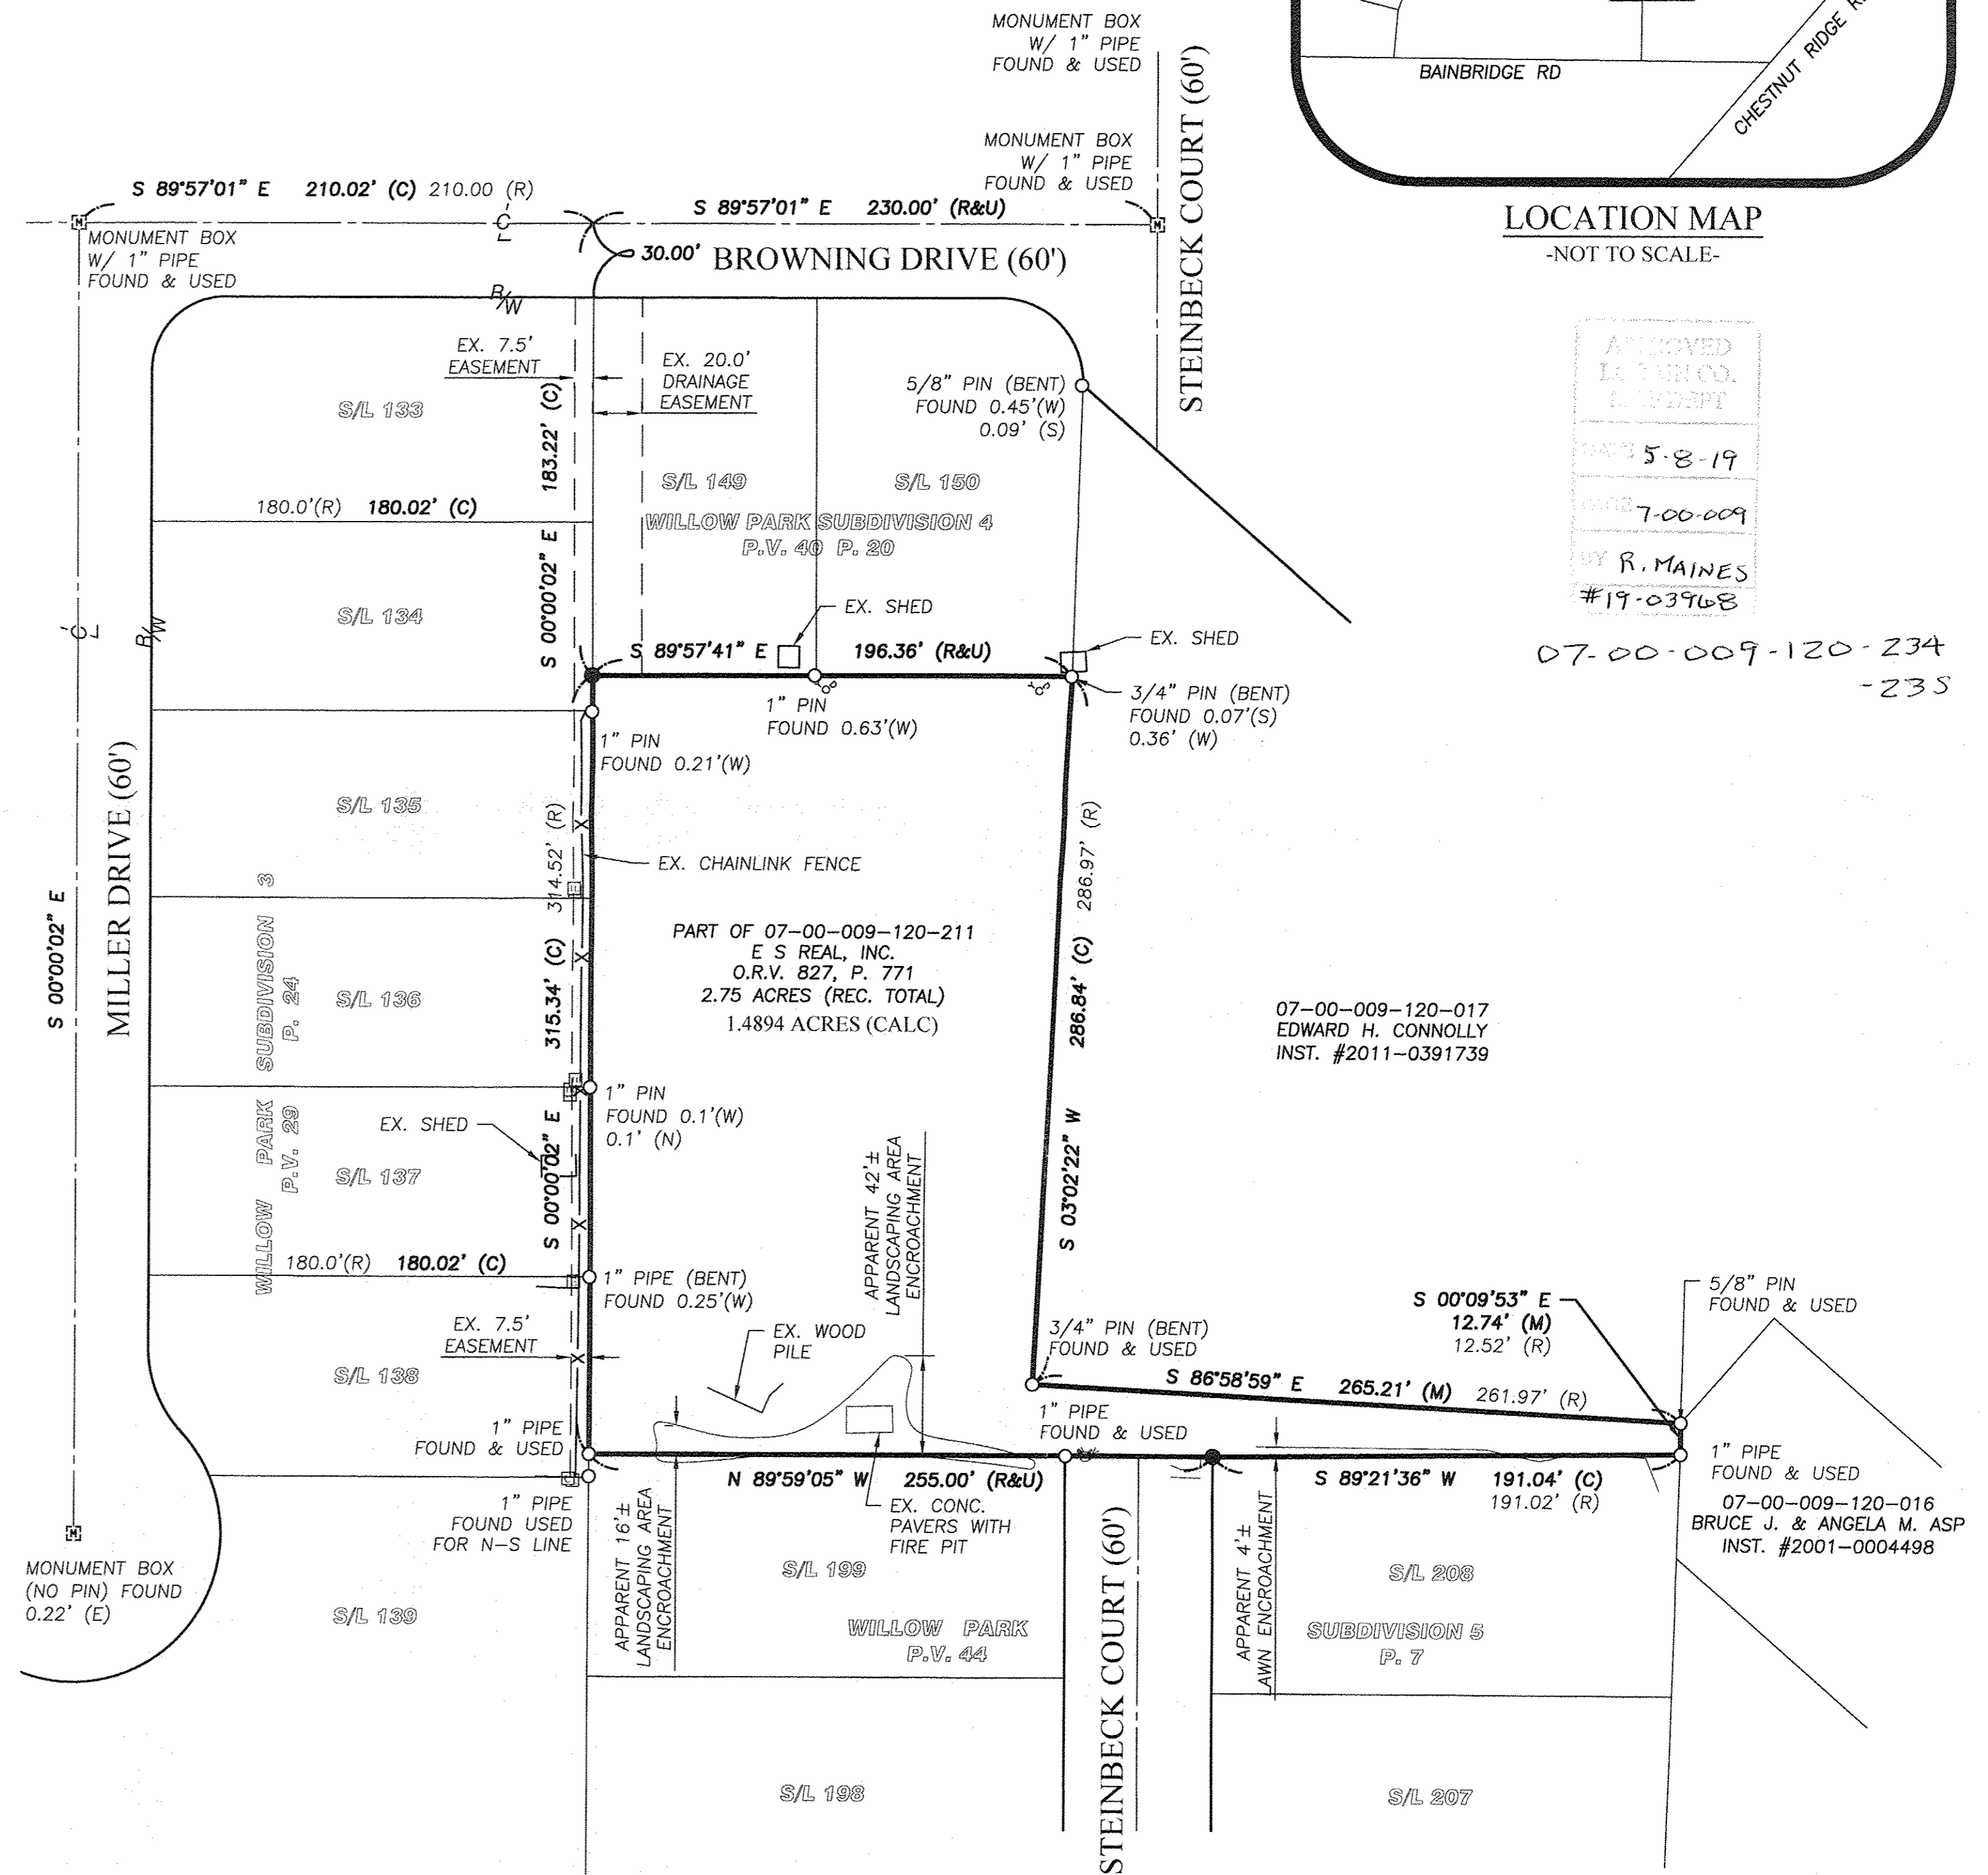 MONUMENT BOX
W/ 1" PIPE
FOUND & USED
STEINBECK COURT (60')
BAINBRIDGE RD
CHESTNUT RIDGE
MONUMENT BOX
W/ 1" PIPE
FOUND & USED
LOCATION MAP
-NOT TO SCALE-
S 89°57'01" E 210.02' (C) 210.00 (R)
S 89°57'01" E 230.00' (R&U)
MONUMENT BOX
W/ 1" PIPE
FOUND & USED
30.00'
BROWNING DRIVE (60')
R/W
EX. 7.5'
EASEMENT
EX. 20.0'
DRAINAGE
EASEMENT
5/8" PIN (BENT)
FOUND 0.45'(W)
0.09' (S)
APPROVED
5-8-19
7-00-009
BY R. MAINES
#19-03968
07-00-009-120-234
-235
S/L 133
183.22' (C)
S 00°00'02" E
S/L 149
S/L 150
WILLOW PARK SUBDIVISION 4
P.V. 40 P. 20
180.0'(R) 180.02' (C)
S/L 134
R/W
EX. SHED
S 89°57'41" E 196.36' (R&U)
EX. SHED
1" PIN
FOUND 0.63'(W)
3/4" PIN (BENT)
FOUND 0.07'(S)
0.36' (W)
1" PIN
FOUND 0.21'(W)
MILLER DRIVE (60')
S 00°00'02" E
S/L 135
314.52' (R)
315.34' (C)
S 00°00'02" E
EX. CHAINLINK FENCE
286.97' (R)
286.84' (C)
S 03°02'22" W
WILLOW PARK SUBDIVISION 3
P.V. 29 P. 24
S/L 136
PART OF 07-00-009-120-211
E S REAL, INC.
O.R.V. 827, P. 771
2.75 ACRES (REC. TOTAL)
1.4894 ACRES (CALC)
07-00-009-120-017
EDWARD H. CONNOLLY
INST. #2011-0391739
1" PIN
FOUND 0.1'(W)
0.1' (N)
EX. SHED
S/L 137
APPARENT 42'±
LANDSCAPING AREA
ENCROACHMENT
180.0'(R) 180.02' (C)
1" PIPE (BENT)
FOUND 0.25'(W)
EX. 7.5'
EASEMENT
S/L 138
EX. WOOD
PILE
3/4" PIN (BENT)
FOUND & USED
S 00°09'53" E
12.74' (M)
12.52' (R)
5/8" PIN
FOUND & USED
S 86°58'59" E 265.21' (M) 261.97' (R)
1" PIPE
FOUND & USED
1" PIPE
FOUND & USED
N 89°59'05" W 255.00' (R&U)
S 89°21'36" W 191.04' (C)
191.02' (R)
1" PIPE
FOUND & USED
07-00-009-120-016
BRUCE J. & ANGELA M. ASP
INST. #2001-0004498
1" PIPE
FOUND USED
FOR N-S LINE
APPARENT 16'±
LANDSCAPING AREA
ENCROACHMENT
EX. CONC.
PAVERS WITH
FIRE PIT
STEINBECK COURT (60')
APPARENT 4'±
LAWN ENCROACHMENT
MONUMENT BOX
(NO PIN) FOUND
0.22' (E)
S/L 139
S/L 199
WILLOW PARK
P.V. 44
S/L 208
SUBDIVISION 5
P. 7
S/L 198
S/L 207